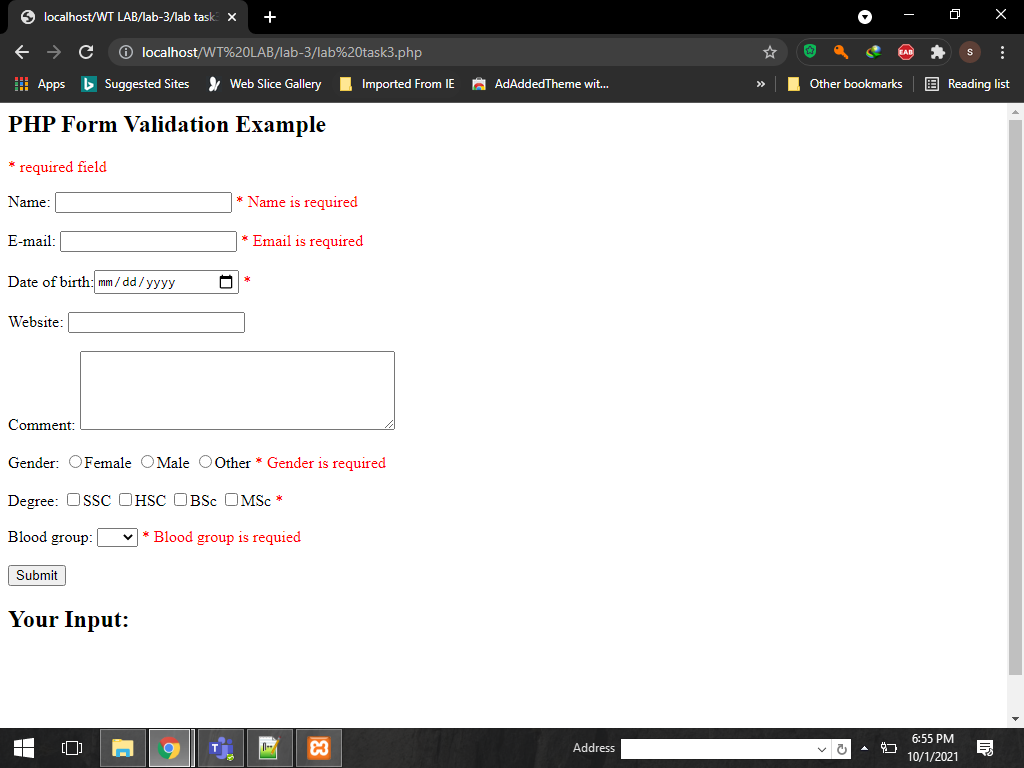 localhost/WT LAB/lab-3/lab task3
localhost/WT%20LAB/lab-3/lab%20task3.php
EAB
S
Apps Suggested Sites Web Slice Gallery Imported From IE AdAddedTheme wit... » Other bookmarks Reading list
PHP Form Validation Example
* required field
Name: * Name is required
E-mail: * Email is required
Date of birth: mm/dd/yyyy *
Website:
Comment:
Gender: Female Male Other * Gender is required
Degree: SSC HSC BSc MSc *
Blood group: * Blood group is requied
Submit
Your Input:
Address
6:55 PM
10/1/2021